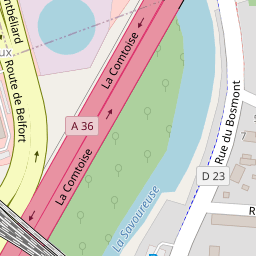 La Comtoise
Route de Belfort
A 36
Rue du Bosmont
La Comtoise
D 23
La Savoureuse